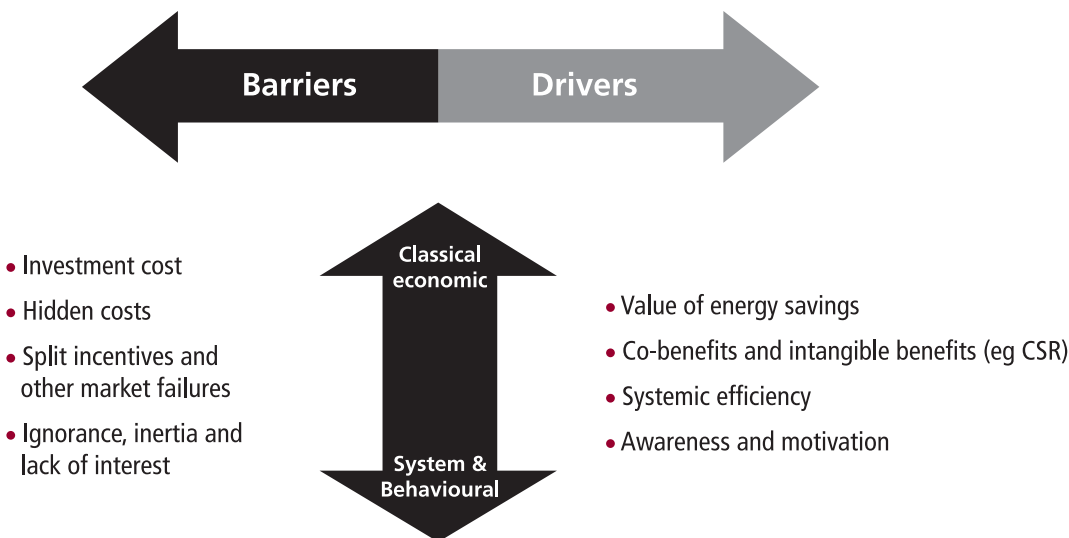 Barriers
Drivers
• Investment cost
• Hidden costs
• Split incentives and
other market failures
• Ignorance, inertia and
lack of interest
Classical
economic
System &
Behavioural
• Value of energy savings
• Co-benefits and intangible benefits (eg CSR)
• Systemic efficiency
• Awareness and motivation